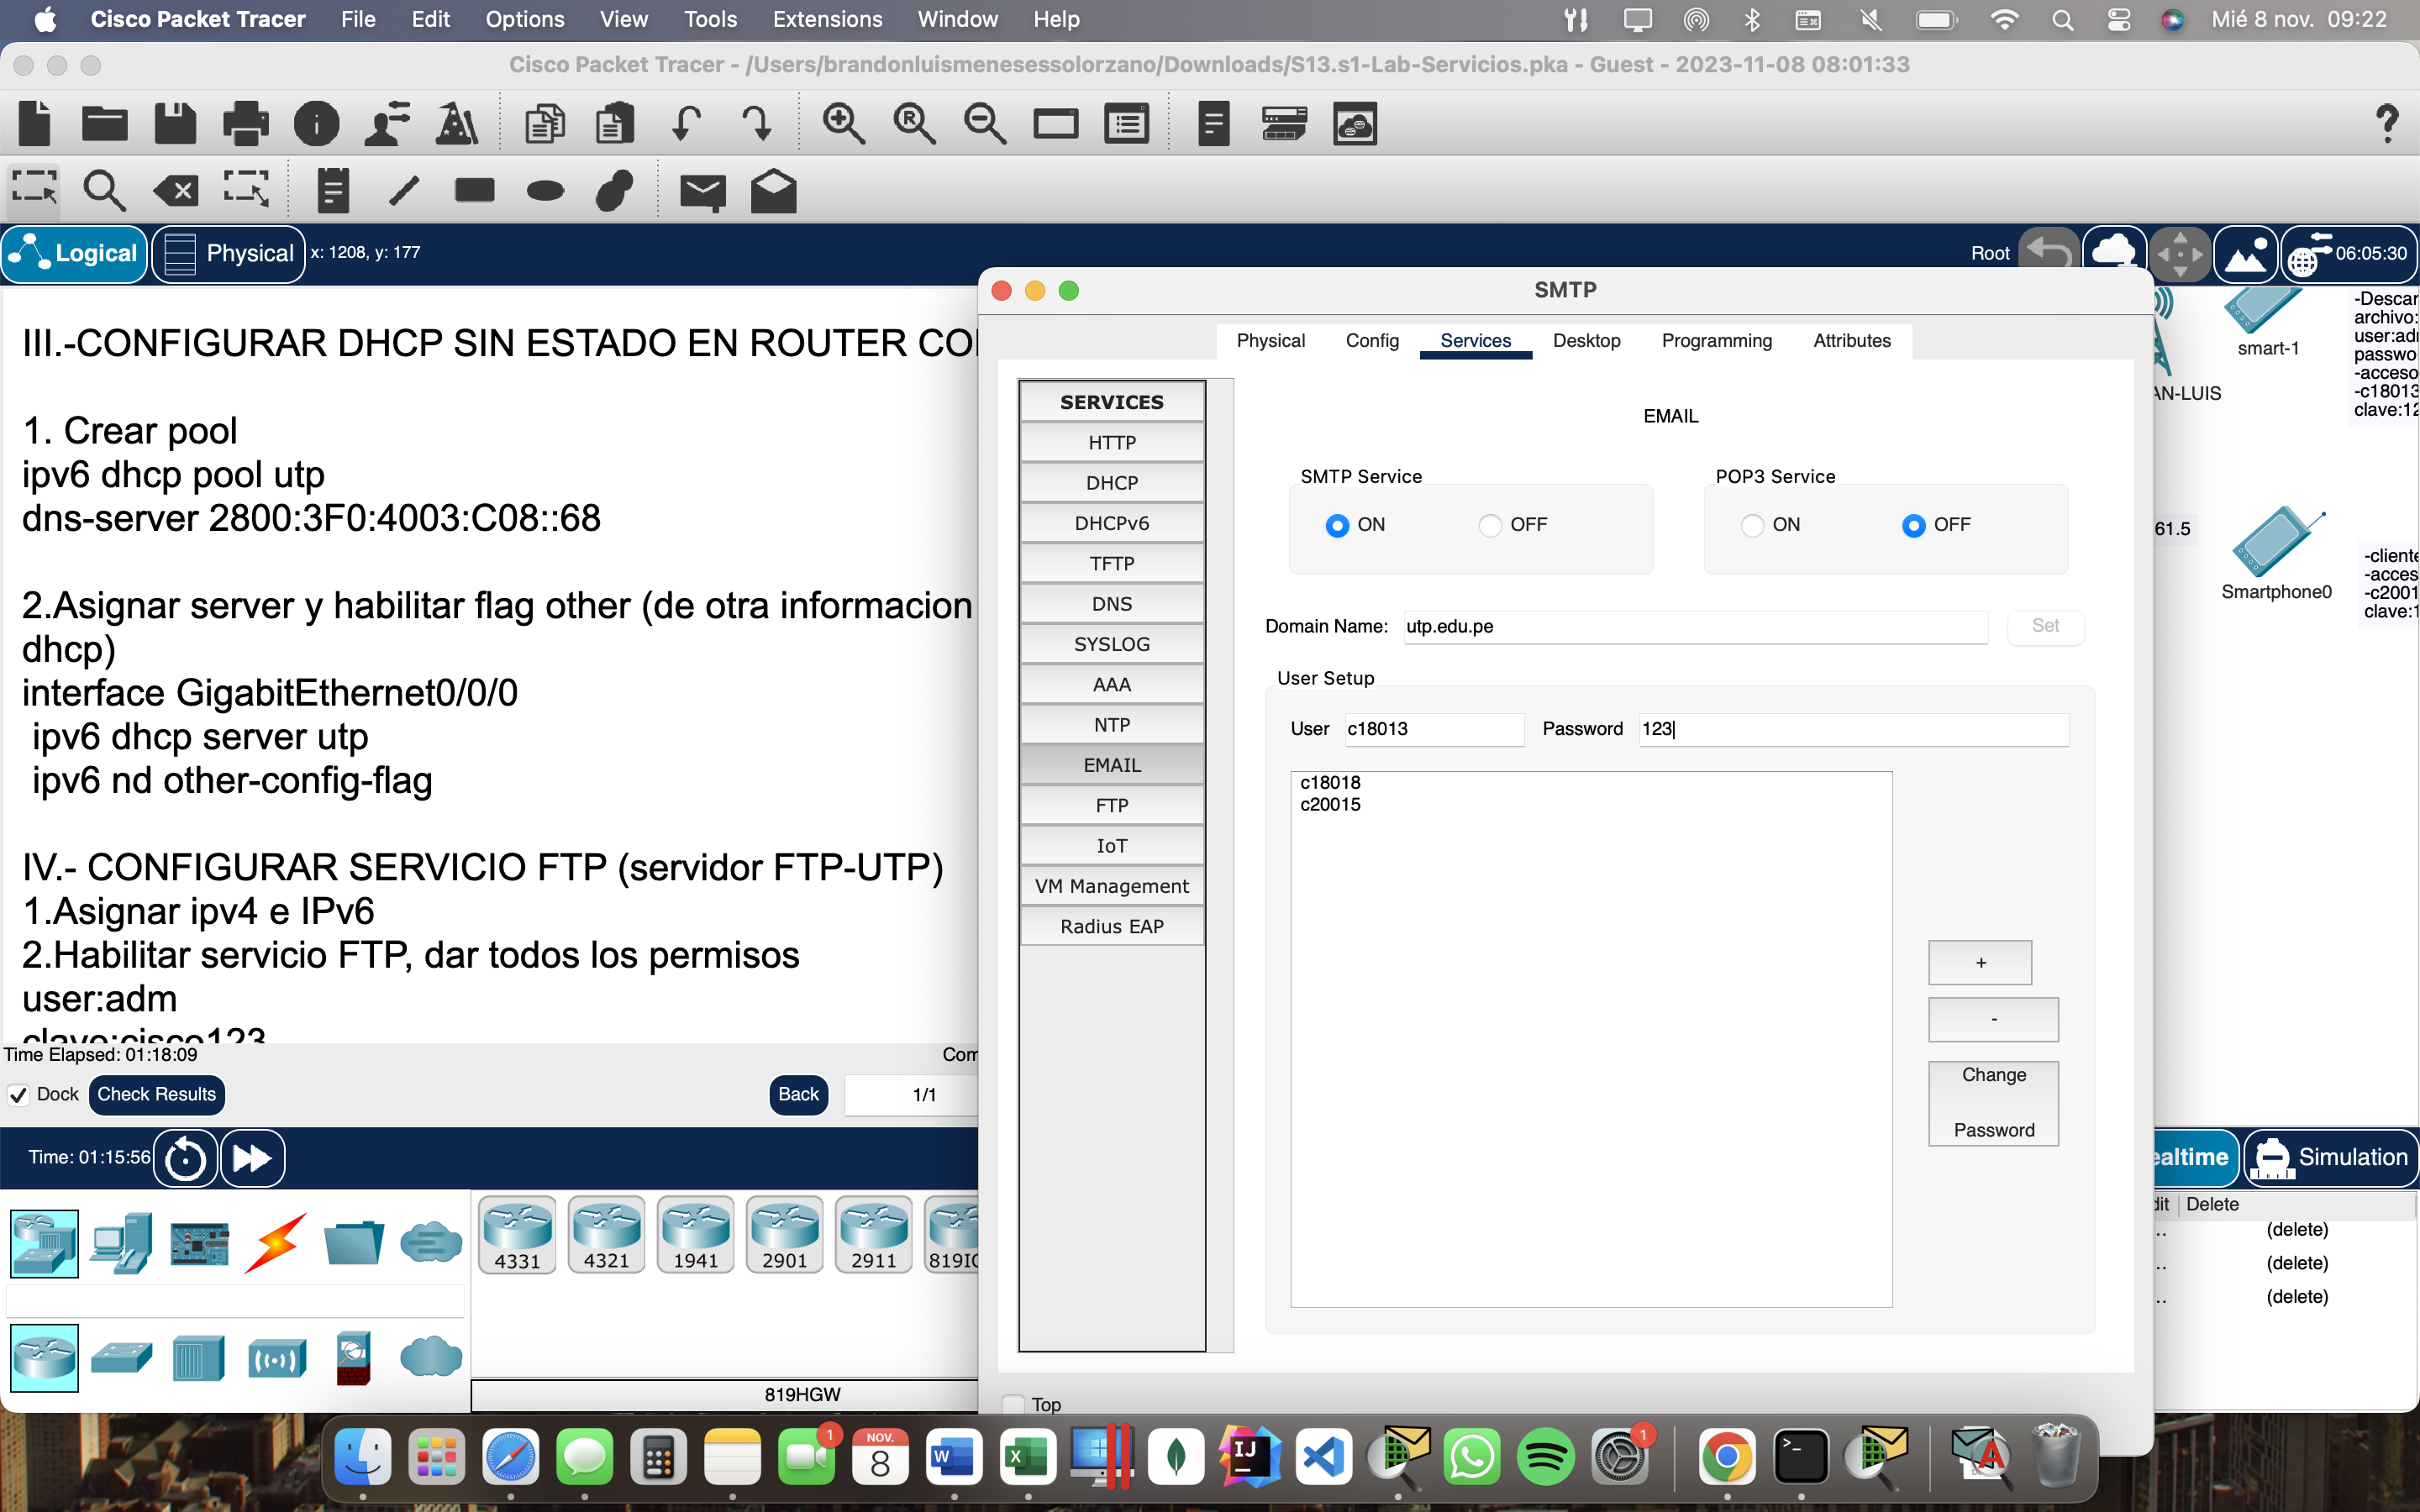 Cisco Packet Tracer File Edit Options View Tools Extensions Window Help Mié 8 nov. 09:22
Cisco Packet Tracer - /Users/brandonluismenesessolorzano/Downloads/S13.s1-Lab-Servicios.pka - Guest - 2023-11-08 08:01:33
Logical Physical x: 1208, y: 177 Root 06:05:30
III.-CONFIGURAR DHCP SIN ESTADO EN ROUTER
1. Crear pool
ipv6 dhcp pool utp
dns-server 2800:3F0:4003:C08::68
2.Asignar server y habilitar flag other (de otra informacion
dhcp)
interface GigabitEthernet0/0/0
ipv6 dhcp server utp
ipv6 nd other-config-flag
IV.- CONFIGURAR SERVICIO FTP (servidor FTP-UTP)
1.Asignar ipv4 e IPv6
2.Habilitar servicio FTP, dar todos los permisos
user:adm
clave:cisco123
Time Elapsed: 01:18:09 Com
Dock Check Results Back 1/1
Time: 01:15:56
4331 4321 1941 2901 2911 819IG
819HGW
SMTP
Physical Config Services Desktop Programming Attributes
SERVICES
HTTP
DHCP
DHCPv6
TFTP
DNS
SYSLOG
AAA
NTP
EMAIL
FTP
IoT
VM Management
Radius EAP
EMAIL
SMTP Service
ON OFF
POP3 Service
ON OFF
Domain Name: utp.edu.pe Set
User Setup
User c18013 Password 123
c18018
c20015
+
-
Change
Password
Top
smart-1
AN-LUIS
-Descar
archivo:
user:ad
passwo
-acceso
-c18013
clave:12
61.5
Smartphone0
-cliente
-acces
-c2001
clave:1
ealtime Simulation
dit Delete
.. (delete)
.. (delete)
.. (delete)
1
NOV.
8
1